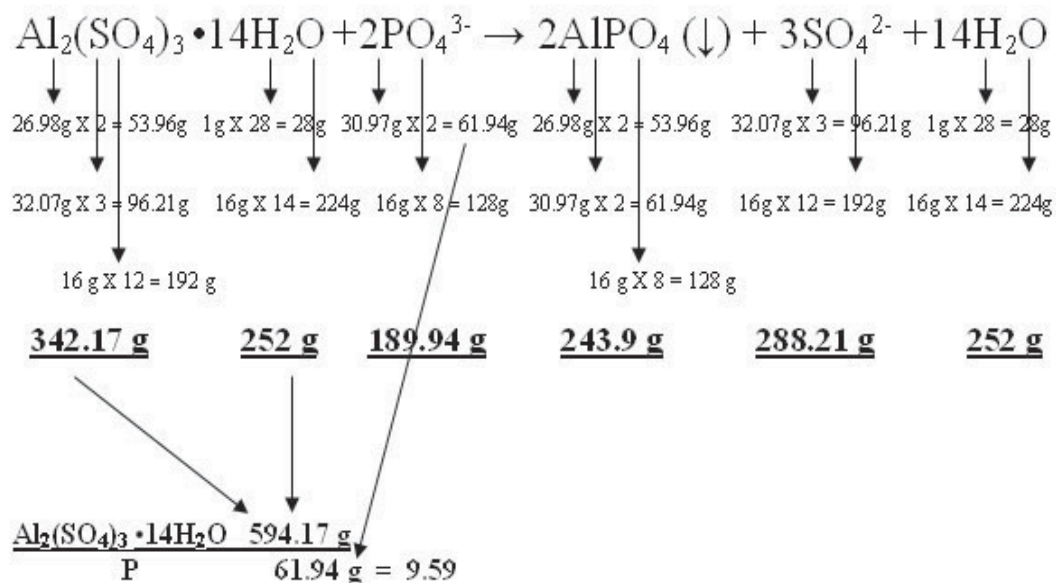 Al₂(SO₄)₃ •14H₂O +2PO₄³⁻ → 2AlPO₄ (↓) + 3SO₄²⁻ +14H₂O
26.98g X 2 = 53.96g 1g X 28 = 28g 30.97g X 2 = 61.94g 26.98g X 2 = 53.96g 32.07g X 3 = 96.21g 1g X 28 = 28g
32.07g X 3 = 96.21g 16g X 14 = 224g 16g X 8 = 128g 30.97g X 2 = 61.94g 16g X 12 = 192g 16g X 14 = 224g
16 g X 12 = 192 g 16 g X 8 = 128 g
342.17 g 252 g 189.94 g 243.9 g 288.21 g 252 g
Al₂(SO₄)₃ •14H₂O 594.17 g
P 61.94 g = 9.59